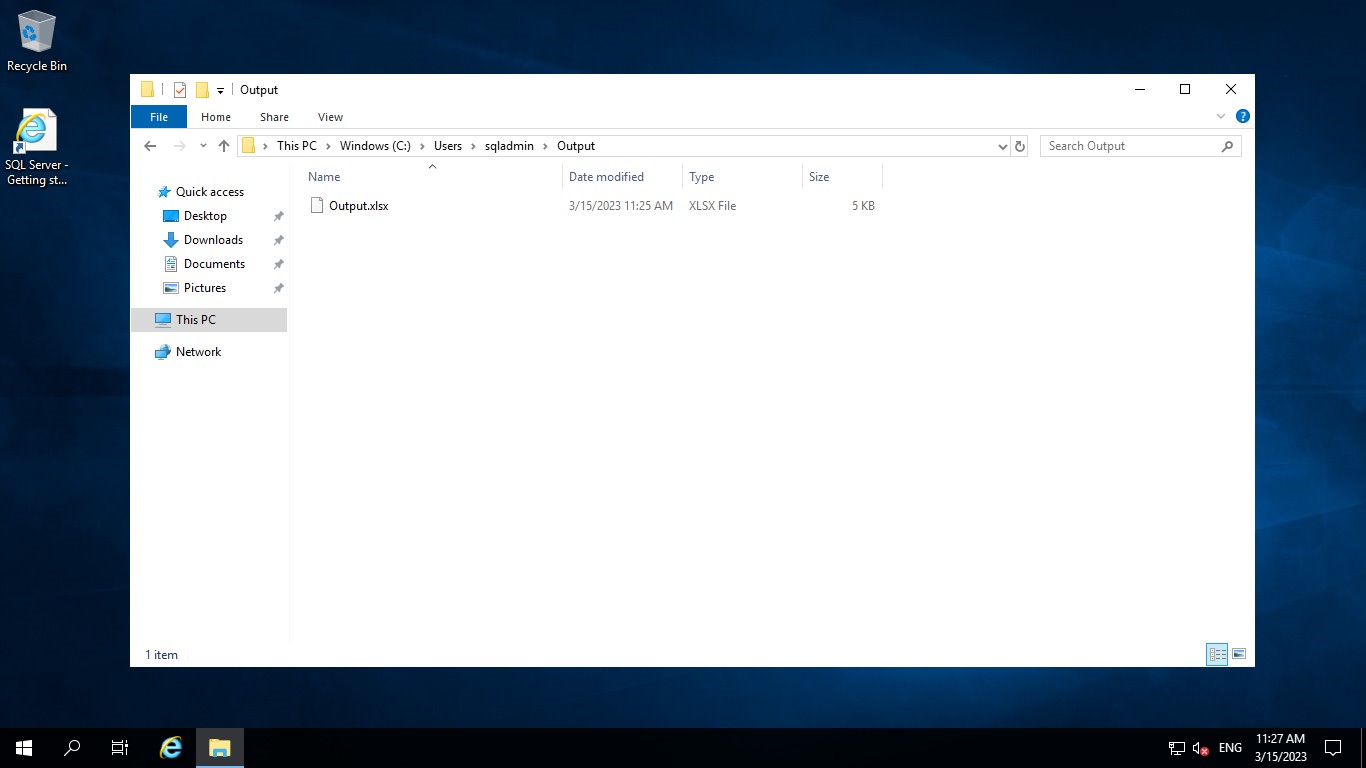 Recycle Bin
SQL Server -
Getting st...
Output
File Home Share View
This PC Windows (C:) Users sqladmin Output
Search Output
Quick access
Desktop
Downloads
Documents
Pictures
This PC
Network
Name Date modified Type Size
Output.xlsx 3/15/2023 11:25 AM XLSX File 5 KB
1 item
ENG
11:27 AM
3/15/2023